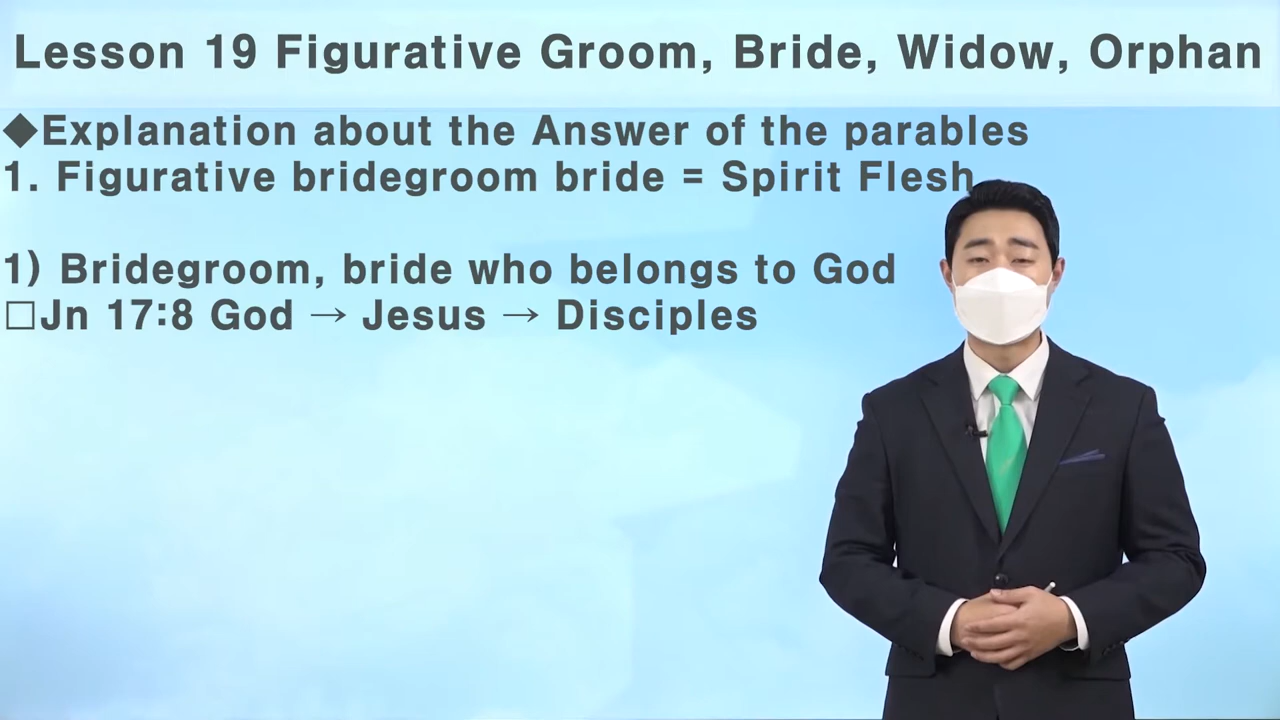 Lesson 19 Figurative Groom, Bride, Widow, Orphan
◆Explanation about the Answer of the parables
1. Figurative bridegroom bride = Spirit Flesh
1) Bridegroom, bride who belongs to God
□Jn 17:8 God → Jesus → Disciples